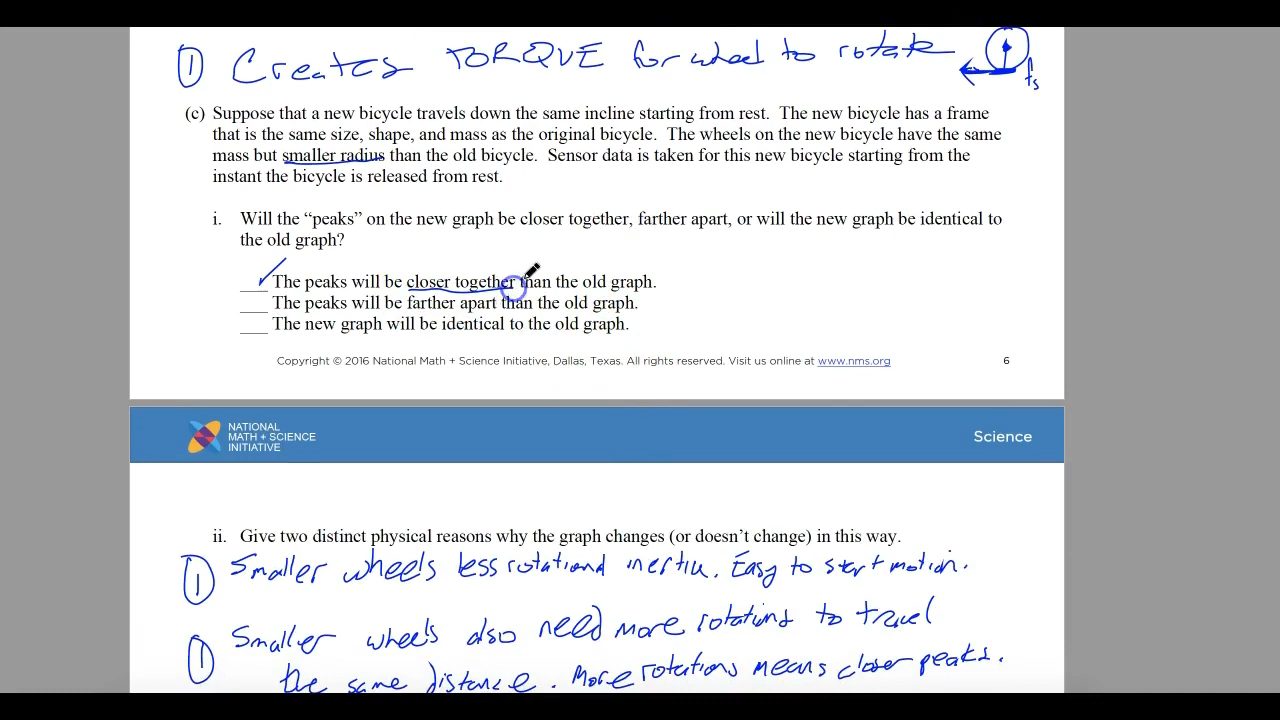 ① Creates TORQUE for wheel to rotate
fs
(c) Suppose that a new bicycle travels down the same incline starting from rest. The new bicycle has a frame
that is the same size, shape, and mass as the original bicycle. The wheels on the new bicycle have the same
mass but smaller radius than the old bicycle. Sensor data is taken for this new bicycle starting from the
instant the bicycle is released from rest.
i. Will the “peaks” on the new graph be closer together, farther apart, or will the new graph be identical to
the old graph?
✓ The peaks will be closer together than the old graph.
___ The peaks will be farther apart than the old graph.
___ The new graph will be identical to the old graph.
Copyright © 2016 National Math + Science Initiative, Dallas, Texas. All rights reserved. Visit us online at www.nms.org 6
NATIONAL
MATH + SCIENCE
INITIATIVE
Science
ii. Give two distinct physical reasons why the graph changes (or doesn’t change) in this way.
① Smaller wheels less rotational inertia. Easy to start motion.
① Smaller wheels also need more rotations to travel
the same distance. More rotations means closer peaks.